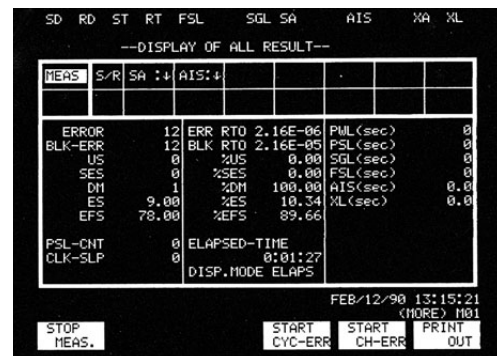 SD RD ST RT FSL SGL SA AIS XA XL
--DISPLAY OF ALL RESULT--
MEAS S/R SA :↓ AIS:↓
ERROR 12 ERR RTO 2.16E-06 PWL(sec) 0
BLK-ERR 12 BLK RTO 2.16E-05 PSL(sec) 0
US 0 %US 0.00 SGL(sec) 0
SES 0 %SES 0.00 FSL(sec) 0
DM 1 %DM 100.00 AIS(sec) 0.0
ES 9.00 %ES 10.34 XL(sec) 0.0
EFS 78.00 %EFS 89.66
PSL-CNT 0 ELAPSED-TIME
CLK-SLP 0 0:01:27
DISP.MODE ELAPS
FEB/12/90 13:15:21
(MORE) M01
STOP MEAS. START CYC-ERR START CH-ERR PRINT OUT